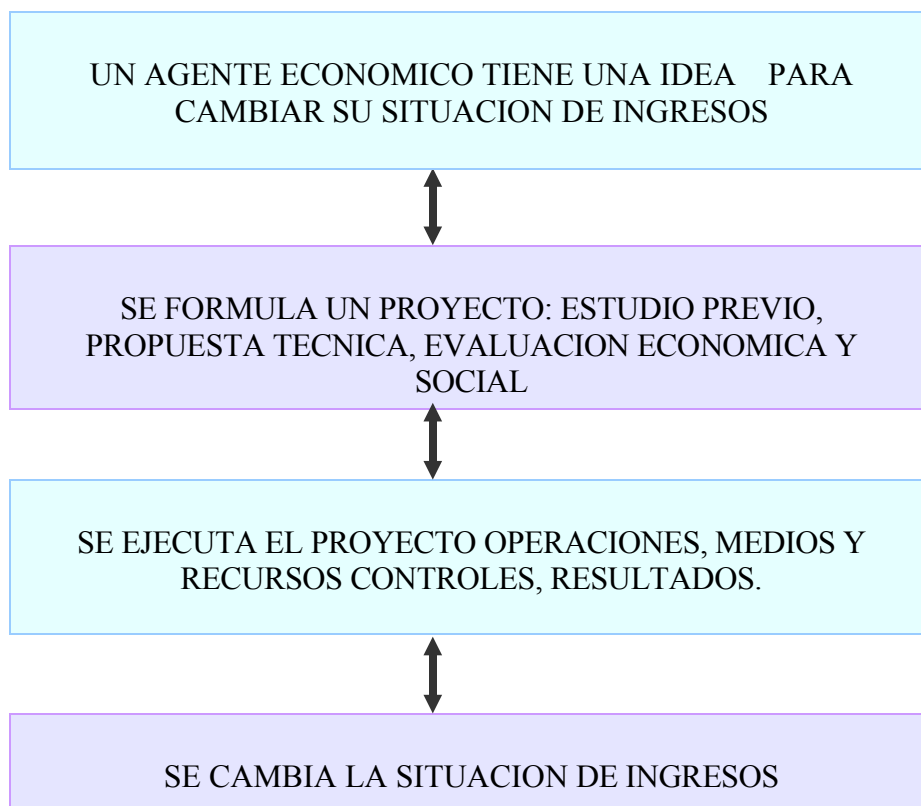 UN AGENTE ECONOMICO TIENE UNA IDEA PARA
CAMBIAR SU SITUACION DE INGRESOS
SE FORMULA UN PROYECTO: ESTUDIO PREVIO,
PROPUESTA TECNICA, EVALUACION ECONOMICA Y
SOCIAL
SE EJECUTA EL PROYECTO OPERACIONES, MEDIOS Y
RECURSOS CONTROLES, RESULTADOS.
SE CAMBIA LA SITUACION DE INGRESOS